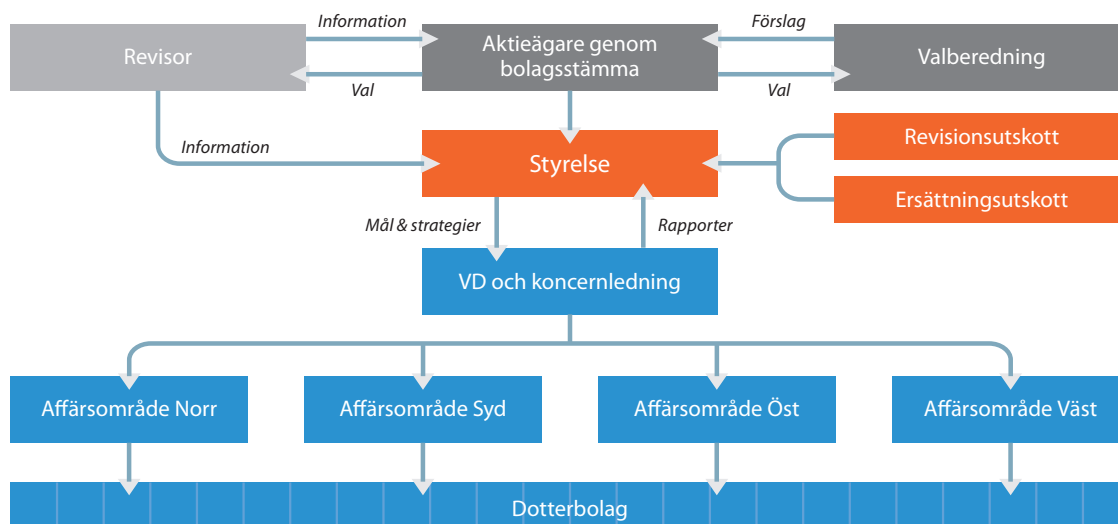 Information
Förslag
Revisor
Aktieägare genom
bolagsstämma
Valberedning
Val
Val
Information
Styrelse
Revisionsutskott
Ersättningsutskott
Mål & strategier
Rapporter
VD och koncernledning
Affärsområde Norr
Affärsområde Syd
Affärsområde Öst
Affärsområde Väst
Dotterbolag